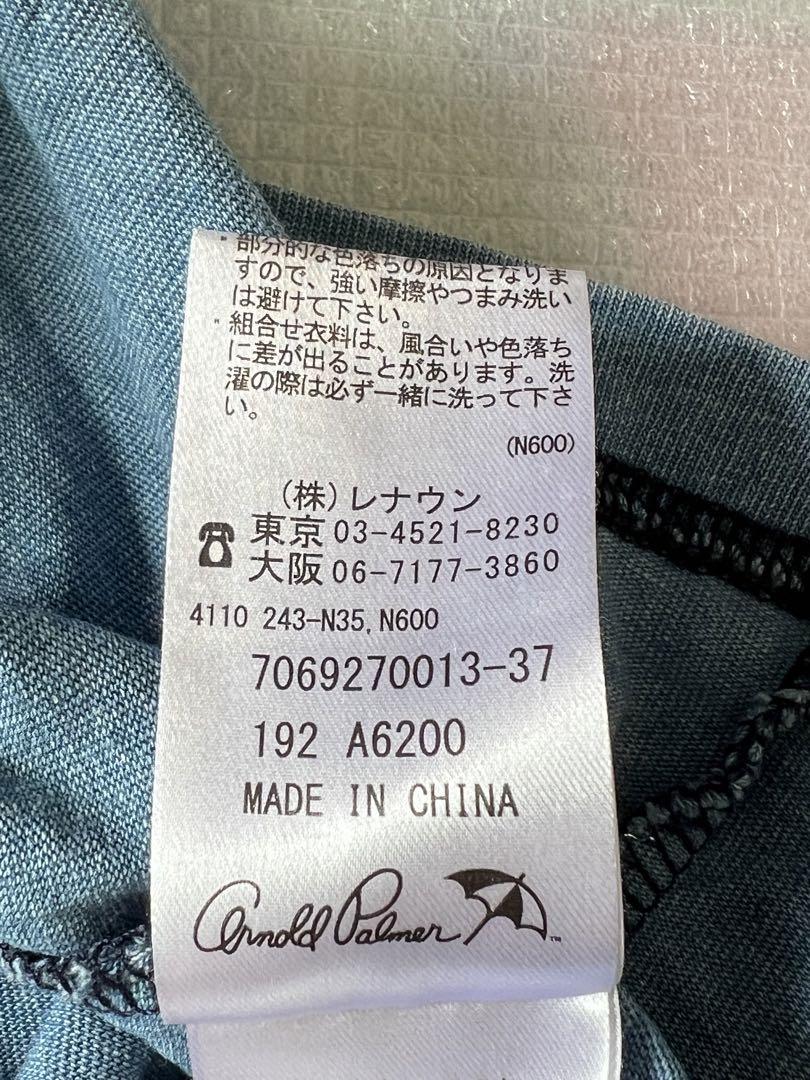 ・部分的な色落ちの原因となりま
すので、強い摩擦やつまみ洗い
は避けて下さい。
・組合せ衣料は、風合いや色落ち
に差が出ることがあります。洗
濯の際は必ず一緒に洗って下さ
い。
(N600)
(株)レナウン
東京 03-4521-8230
大阪 06-7177-3860
4110 243-N35,N600
7069270013-37
192 A6200
MADE IN CHINA
Arnold Palmer ™